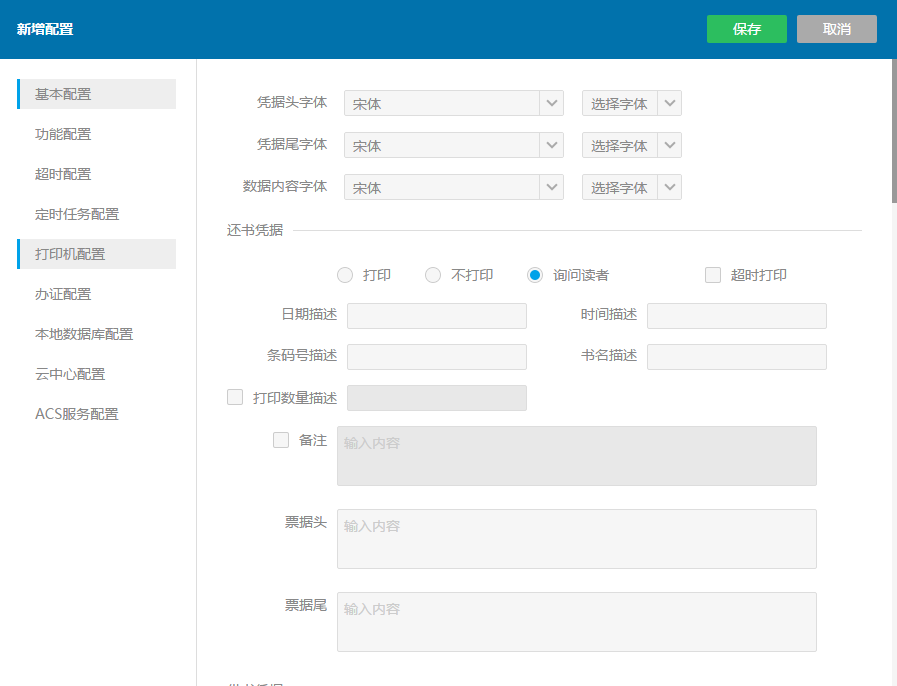 新增配置
保存
取消
基本配置
功能配置
超时配置
定时任务配置
打印机配置
办证配置
本地数据库配置
云中心配置
ACS服务配置
凭据头字体 宋体 选择字体
凭据尾字体 宋体 选择字体
数据内容字体 宋体 选择字体
还书凭据
打印 不打印 询问读者 超时打印
日期描述 时间描述
条码号描述 书名描述
打印数量描述
备注 输入内容
票据头 输入内容
票据尾 输入内容